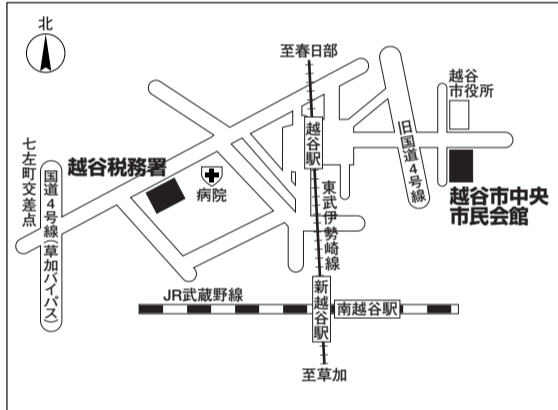 北
至春日部
越谷市役所
越谷駅
旧国道4号線
越谷税務署
病院
越谷市中央
市民会館
七左町交差点
国道4号線(草加バイパス)
東武伊勢崎線
JR武蔵野線
新越谷駅
南越谷駅
至草加